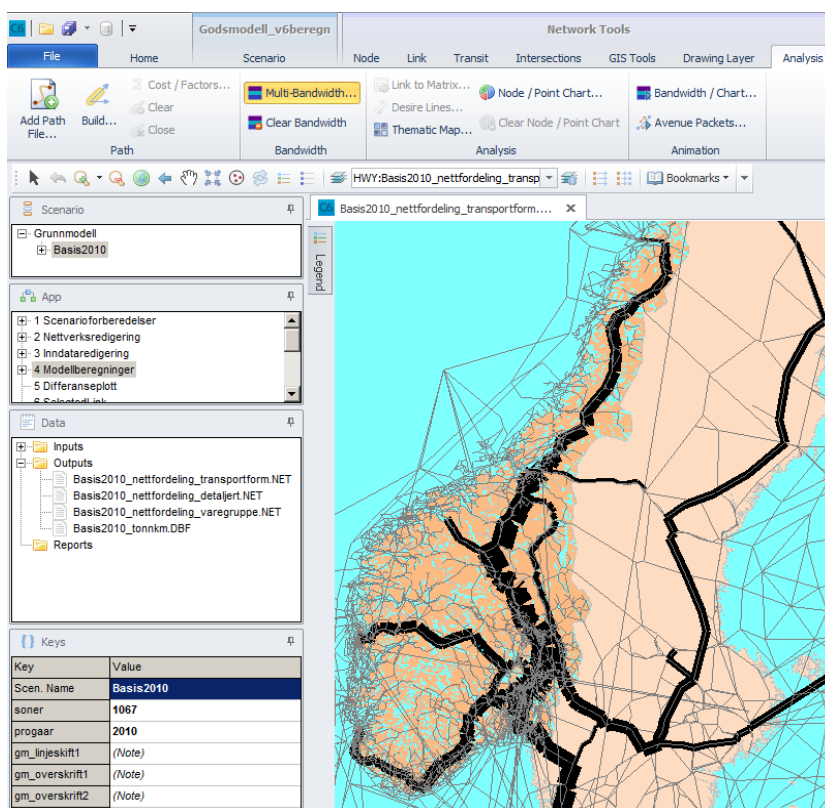 C6
Godsmodell_v6beregn Network Tools
File Home Scenario Node Link Transit Intersections GIS Tools Drawing Layer Analysis
Add Path File...
Build...
Cost / Factors...
Clear
Close
Path
Multi-Bandwidth...
Clear Bandwidth
Bandwidth
Link to Matrix...
Desire Lines...
Thematic Map...
Node / Point Chart...
Clear Node / Point Chart
Analysis
Bandwidth / Chart...
Avenue Packets...
Animation
HWY:Basis2010_nettfordeling_transp
Bookmarks
Scenario
Grunnmodell
Basis2010
App
1 Scenarioforberedelser
2 Nettverksredigering
3 Inndataredigering
4 Modellberegninger
5 Differanseplott
6 SelectedLink
Data
Inputs
Outputs
Basis2010_nettfordeling_transportform.NET
Basis2010_nettfordeling_detaljert.NET
Basis2010_nettfordeling_varegruppe.NET
Basis2010_tonnkm.DBF
Reports
Keys
Key Value
Scen. Name Basis2010
soner 1067
progaar 2010
gm_linjeskift1 (Note)
gm_overskrift1 (Note)
gm_overskrift2 (Note)
C6 Basis2010_nettfordeling_transportform....
Legend